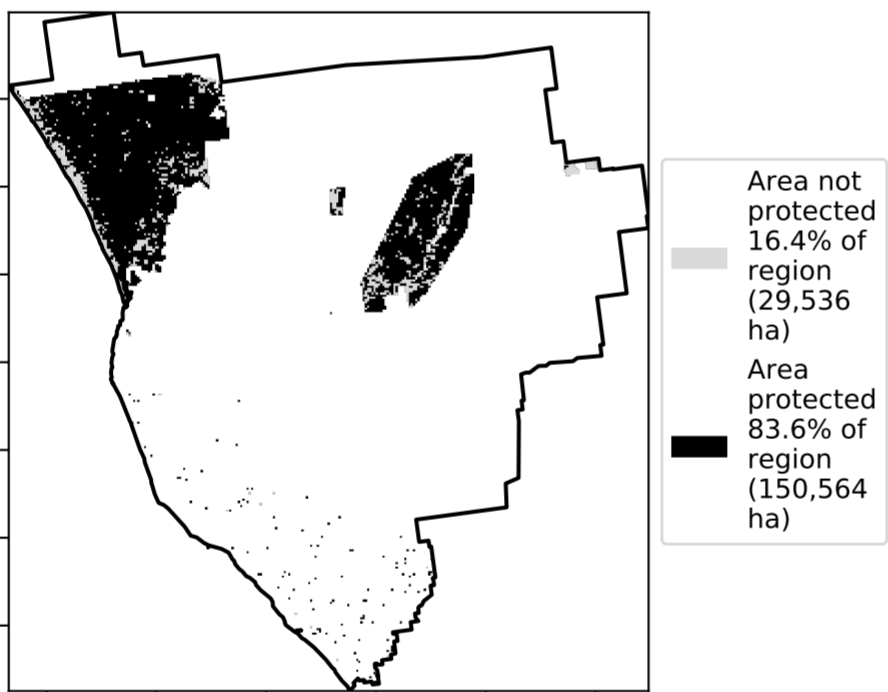 Area not
protected
16.4% of
region
(29,536
ha)
Area
protected
83.6% of
region
(150,564
ha)